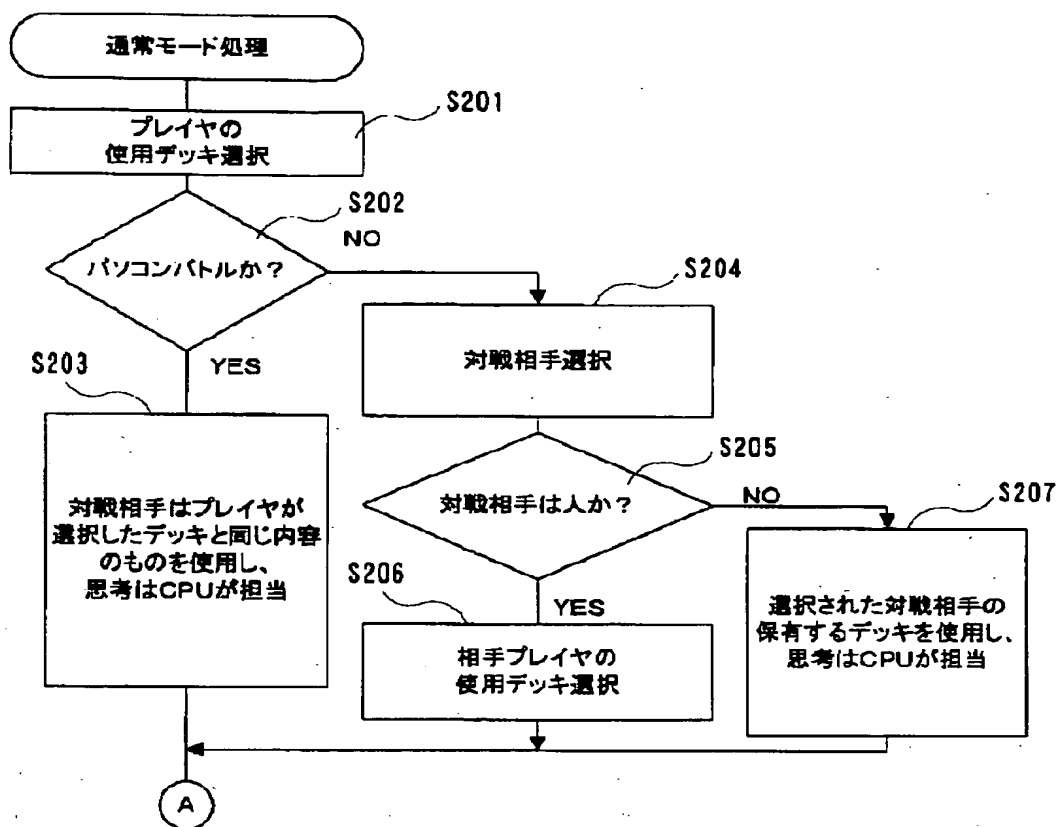 通常モード処理
S201
プレイヤの
使用デッキ選択
S202
NO
パソコンバトルか？
S204
YES
S203
対戦相手選択
S205
対戦相手はプレイヤが
選択したデッキと同じ内容
のものを使用し、
思考はCPUが担当
対戦相手は人か？
NO
S207
S206
YES
選択された対戦相手の
保有するデッキを使用し、
思考はCPUが担当
相手プレイヤの
使用デッキ選択
A